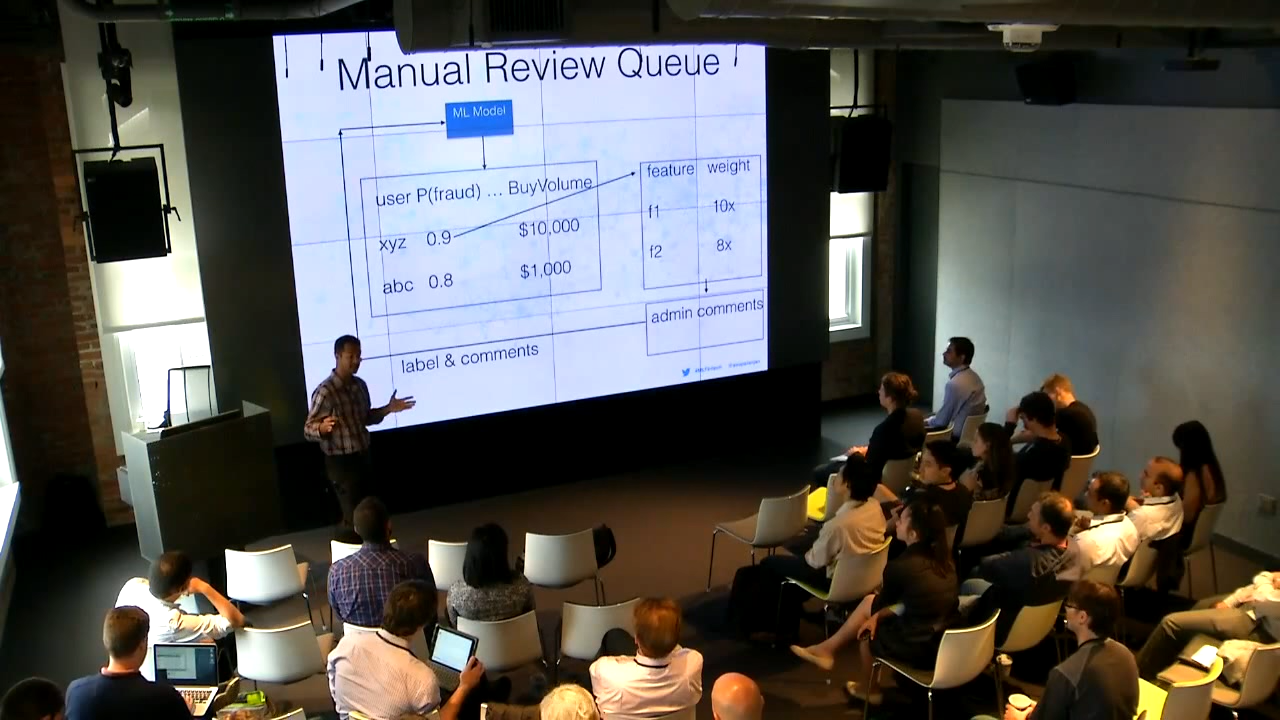 Manual Review Queue
ML Model
user P(fraud) ... BuyVolume
xyz 0.9 $10,000
abc 0.8 $1,000
feature weight
f1 10x
f2 8x
admin comments
label & comments